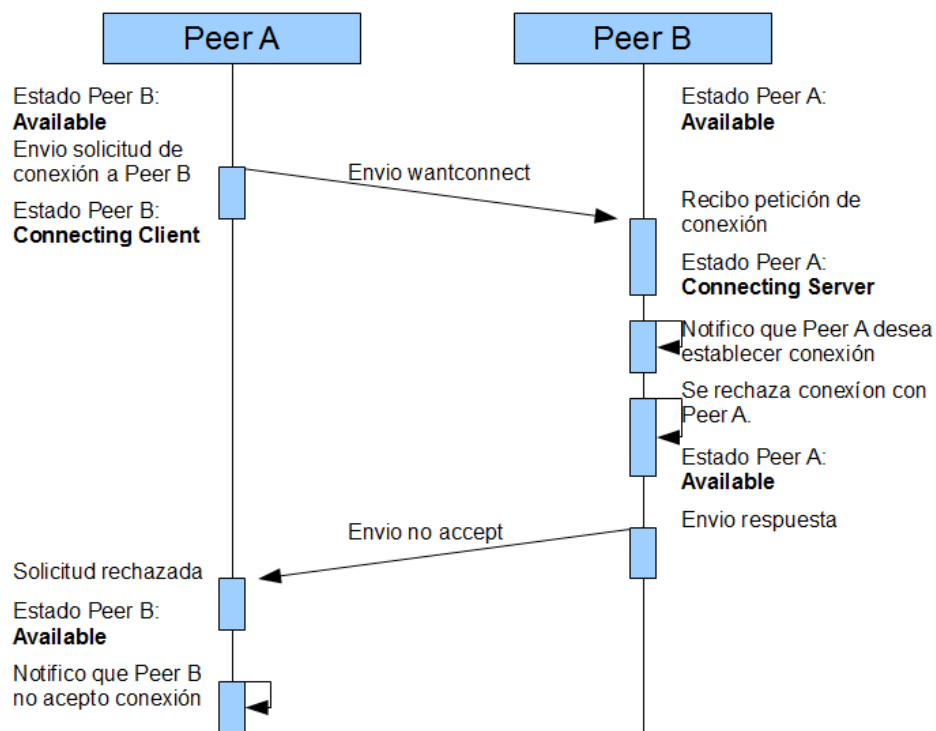 Peer A
Peer B
Estado Peer B:
Available
Envio solicitud de
conexión a Peer B
Estado Peer B:
Connecting Client
Envio wantconnect
Estado Peer A:
Available
Recibo petición de
conexión
Estado Peer A:
Connecting Server
Notifico que Peer A desea
establecer conexión
Se rechaza conexíon con
Peer A.
Estado Peer A:
Available
Envio respuesta
Envio no accept
Solicitud rechazada
Estado Peer B:
Available
Notifico que Peer B
no acepto conexión